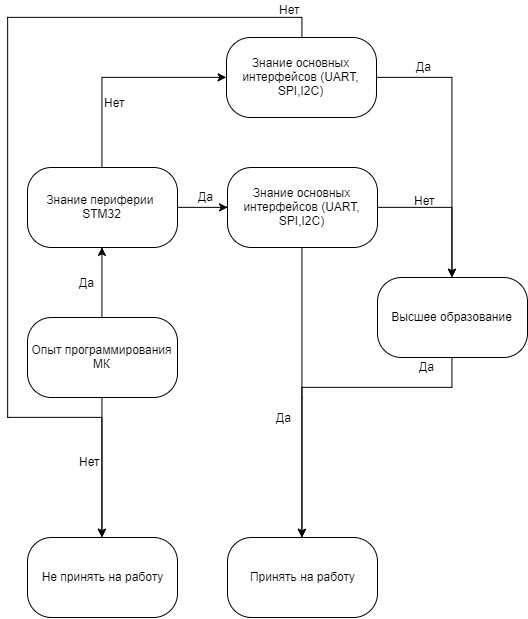 Нет
Знание основных
интерфейсов (UART,
SPI,I2C)
Да
Нет
Знание периферии
STM32
Да
Знание основных
интерфейсов (UART,
SPI,I2C)
Нет
Да
Высшее образование
Опыт программирования
МК
Да
Да
Нет
Не принять на работу
Принять на работу